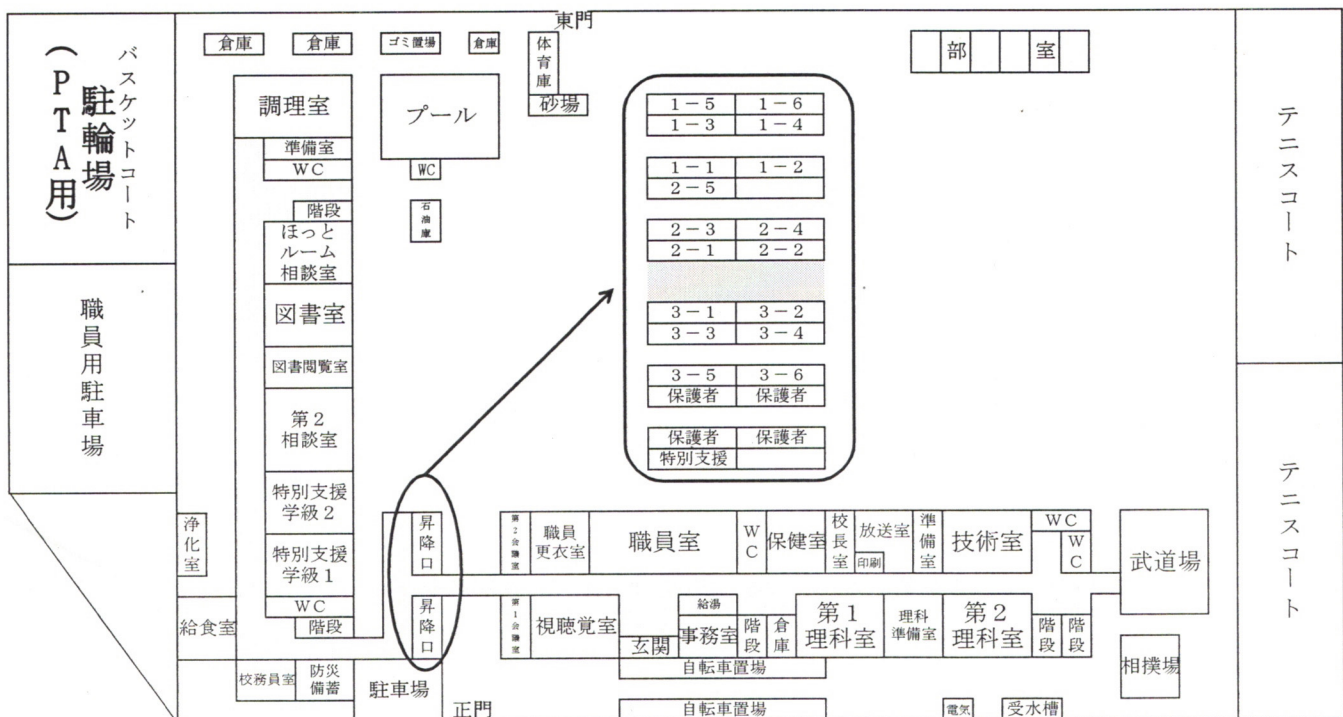 東門
バスケットコート
駐輪場
(PTA用)
職員用駐車場
倉庫
倉庫
ゴミ置場
倉庫
体育庫
砂場
部室
調理室
プール
準備室
WC
WC
石油庫
階段
ほっと
ルーム
相談室
図書室
図書閲覧室
第2
相談室
特別支援
学級2
特別支援
学級1
WC
階段
浄化室
給食室
校務員室
防災
備蓄
駐車場
正門
昇降口
昇降口
1-5
1-6
1-3
1-4
1-1
1-2
2-5
2-3
2-4
2-1
2-2
3-1
3-2
3-3
3-4
3-5
3-6
保護者
保護者
保護者
保護者
特別支援
テニスコート
テニスコート
第2会議室
職員
更衣室
職員室
WC
保健室
校長室
放送室
印刷
準備室
技術室
WC
WC
武道場
第1会議室
視聴覚室
玄関
給湯
事務室
階段
倉庫
第1
理科室
理科
準備室
第2
理科室
階段
階段
相撲場
自転車置場
自転車置場
電気
受水槽